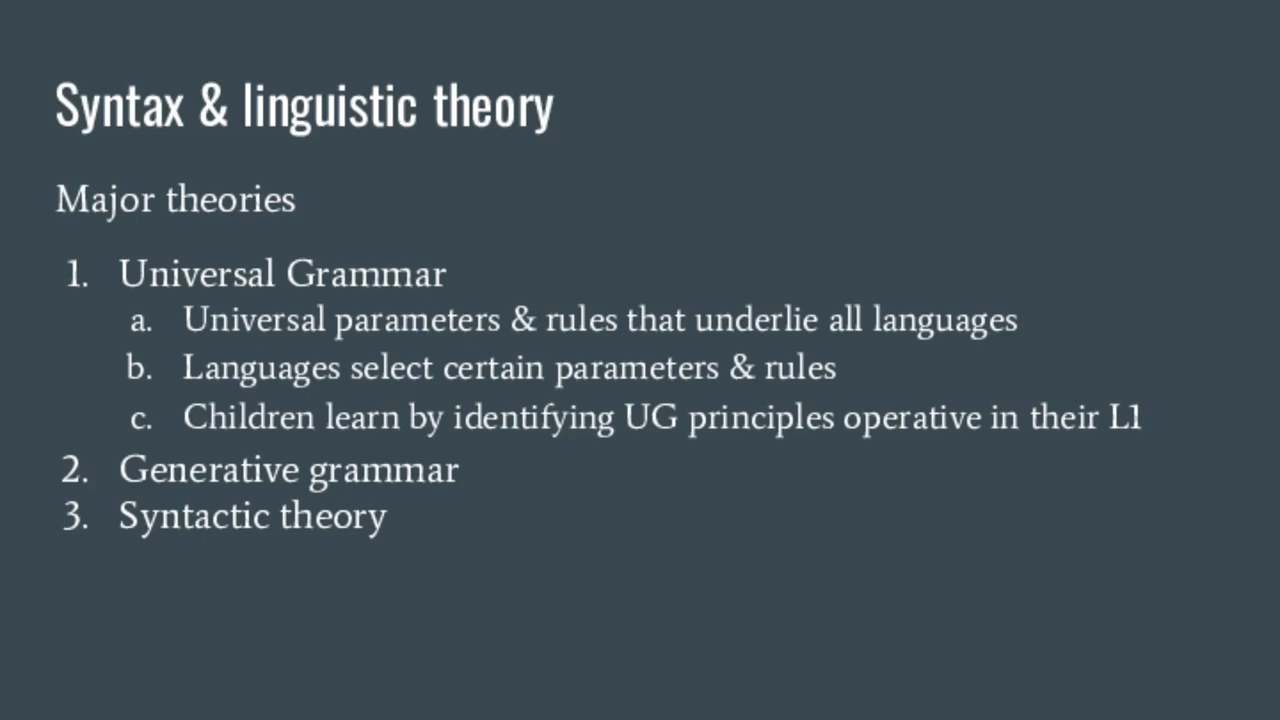 Syntax & linguistic theory
Major theories
1. Universal Grammar
a. Universal parameters & rules that underlie all languages
b. Languages select certain parameters & rules
c. Children learn by identifying UG principles operative in their L1
2. Generative grammar
3. Syntactic theory